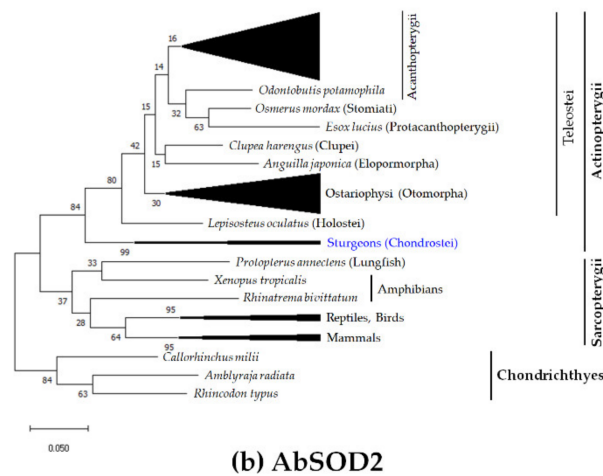 16
Acanthopterygii
14
Odontobutis potamophila
32
Osmerus mordax (Stomiati)
15
63
Esox lucius (Protacanthopterygii)
Teleostei
Actinopterygii
42
Clupea harengus (Clupei)
15
Anguilla japonica (Elopormorpha)
80
30
Ostariophysi (Otomorpha)
84
Lepisosteus oculatus (Holostei)
99
Sturgeons (Chondrostei)
33
Protopterus annectens (Lungfish)
Xenopus tropicalis
Amphibians
37
Rhinatrema bivittatum
Sarcopterygii
28
95
Reptiles, Birds
64
95
Mammals
Callorhinchus milii
84
Amblyraja radiata
Chondrichthyes
63
Rhincodon typus
0.050
(b) AbSOD2